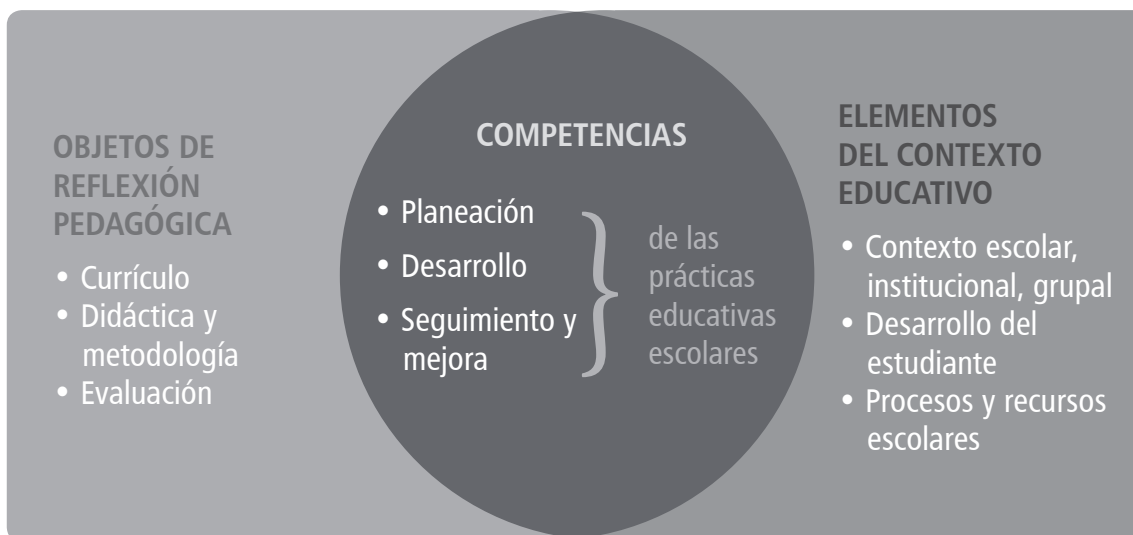 OBJETOS DE
REFLEXIÓN
PEDAGÓGICA
• Currículo
• Didáctica y
metodología
• Evaluación
COMPETENCIAS
• Planeación
• Desarrollo
• Seguimiento y
mejora
}
de las
prácticas
educativas
escolares
ELEMENTOS
DEL CONTEXTO
EDUCATIVO
• Contexto escolar,
institucional, grupal
• Desarrollo del
estudiante
• Procesos y recursos
escolares